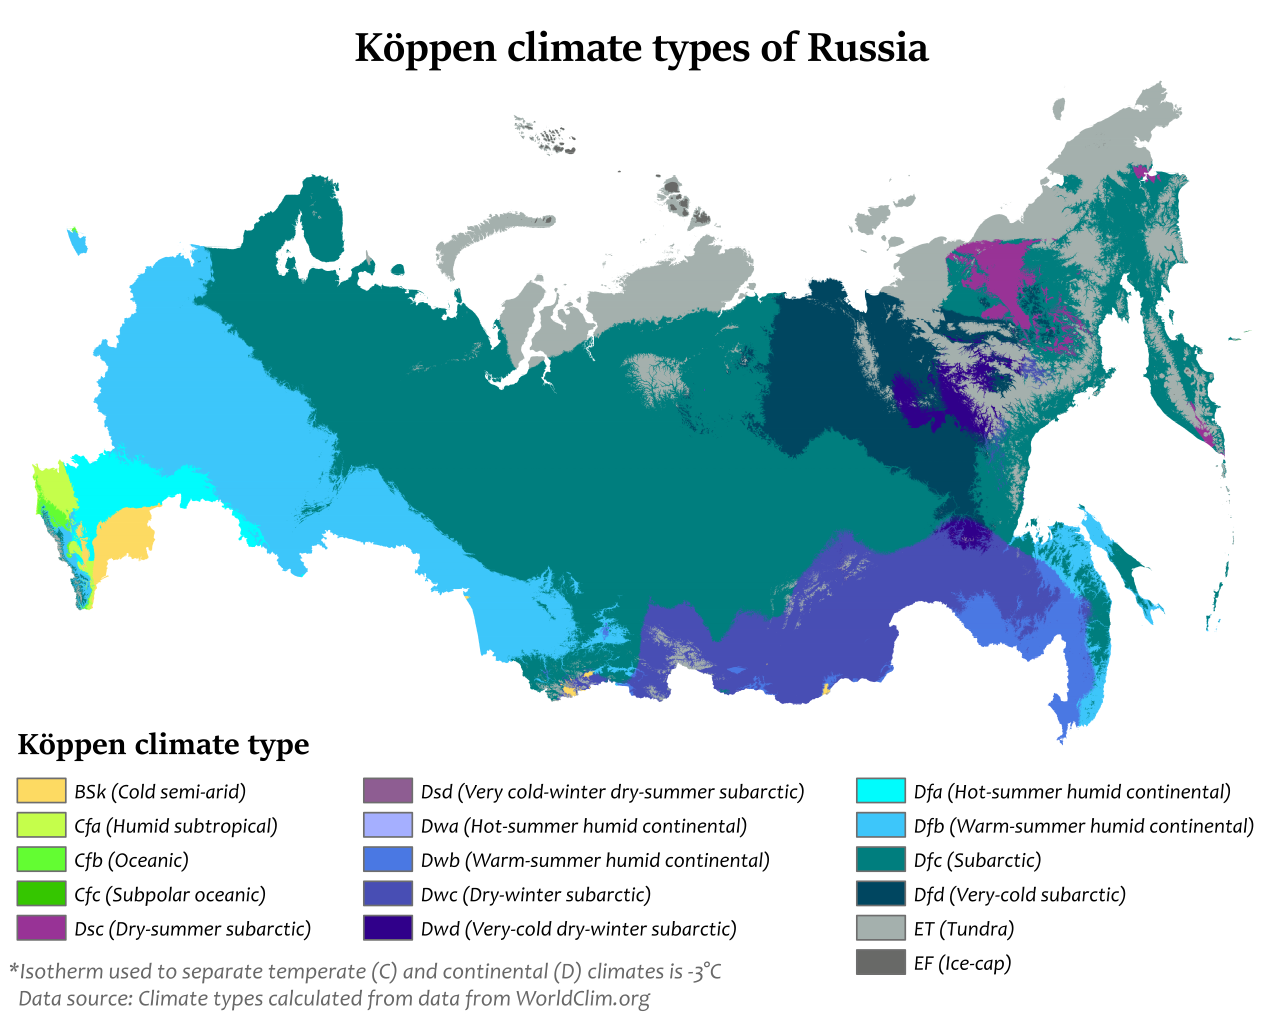 Köppen climate types of Russia
Köppen climate type
BSk (Cold semi-arid)
Cfa (Humid subtropical)
Cfb (Oceanic)
Cfc (Subpolar oceanic)
Dsc (Dry-summer subarctic)
Dsd (Very cold-winter dry-summer subarctic)
Dwa (Hot-summer humid continental)
Dwb (Warm-summer humid continental)
Dwc (Dry-winter subarctic)
Dwd (Very-cold dry-winter subarctic)
Dfa (Hot-summer humid continental)
Dfb (Warm-summer humid continental)
Dfc (Subarctic)
Dfd (Very-cold subarctic)
ET (Tundra)
EF (Ice-cap)
*Isotherm used to separate temperate (C) and continental (D) climates is -3°C
Data source: Climate types calculated from data from WorldClim.org